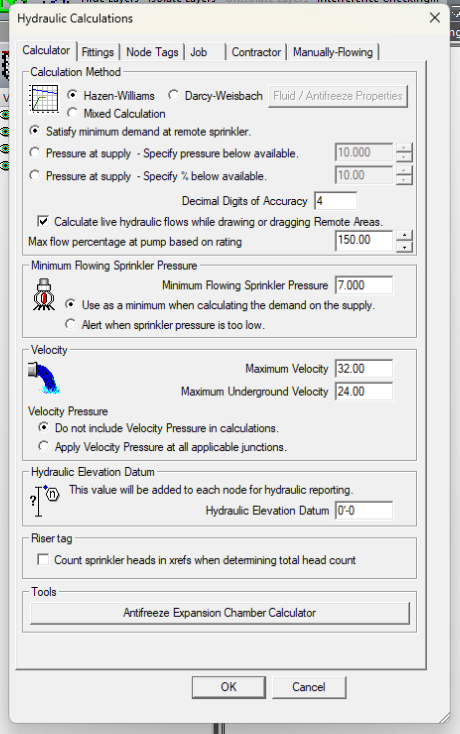 Hydraulic Calculations
Calculator Fittings Node Tags Job Contractor Manually-Flowing
Calculation Method
Hazen-Williams Darcy-Weisbach Fluid / Antifreeze Properties
Mixed Calculation
Satisfy minimum demand at remote sprinkler.
Pressure at supply - Specify pressure below available. 10.000
Pressure at supply - Specify % below available. 10.00
Decimal Digits of Accuracy 4
Calculate live hydraulic flows while drawing or dragging Remote Areas.
Max flow percentage at pump based on rating 150.00
Minimum Flowing Sprinkler Pressure
Minimum Flowing Sprinkler Pressure 7.000
Use as a minimum when calculating the demand on the supply.
Alert when sprinkler pressure is too low.
Velocity
Maximum Velocity 32.00
Maximum Underground Velocity 24.00
Velocity Pressure
Do not include Velocity Pressure in calculations.
Apply Velocity Pressure at all applicable junctions.
Hydraulic Elevation Datum
? n This value will be added to each node for hydraulic reporting.
Hydraulic Elevation Datum 0'-0
Riser tag
Count sprinkler heads in xrefs when determining total head count
Tools
Antifreeze Expansion Chamber Calculator
OK Cancel